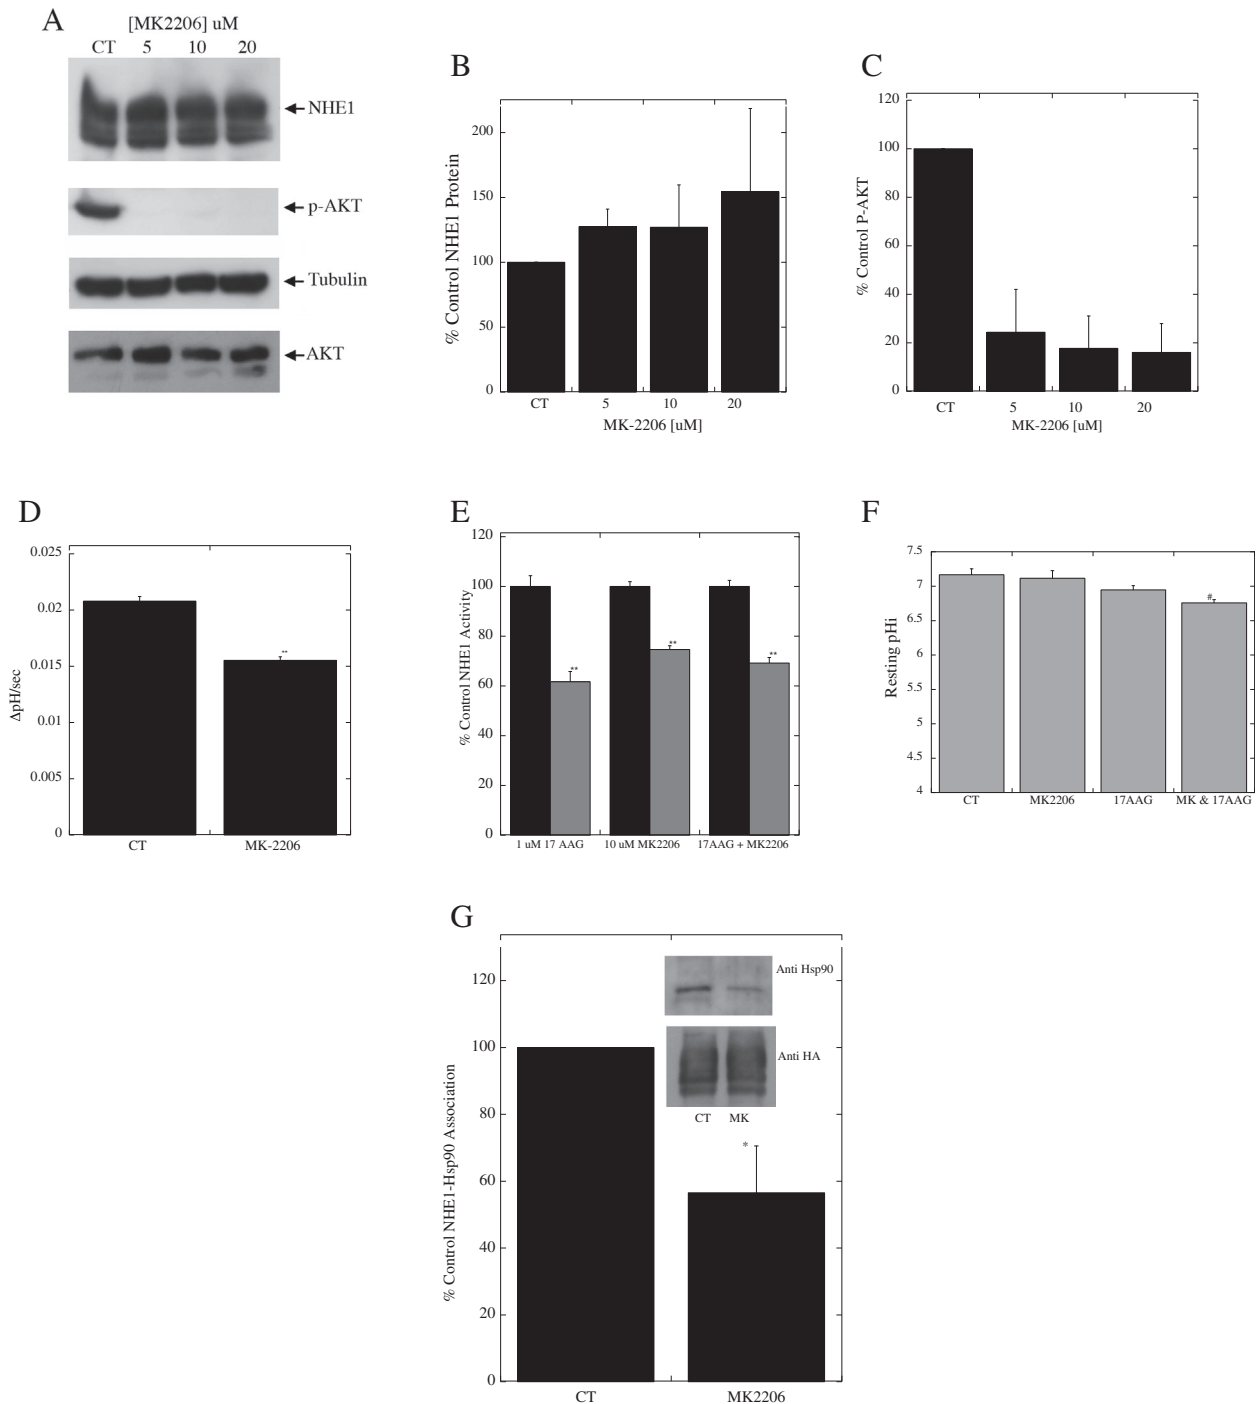 A
[MK2206] uM
CT 5 10 20
NHE1
p-AKT
Tubulin
AKT
B
% Control NHE1 Protein
200
150
100
50
0
CT 5 10 20
MK-2206 [uM]
C
% Control P-AKT
120
100
80
60
40
20
0
CT 5 10 20
MK-2206 [uM]
D
ΔpH/sec
0.025
0.02
0.015
0.01
0.005
0
**
CT MK-2206
E
% Control NHE1 Activity
120
100
80
60
40
20
0
** ** **
1 uM 17 AAG 10 uM MK2206 17AAG + MK2206
F
Resting pHi
7.5
7
6.5
6
5.5
5
4.5
4
#
CT MK2206 17AAG MK & 17AAG
G
% Control NHE1-Hsp90 Association
120
100
80
60
40
20
0
Anti Hsp90
Anti HA
CT MK
*
CT MK2206